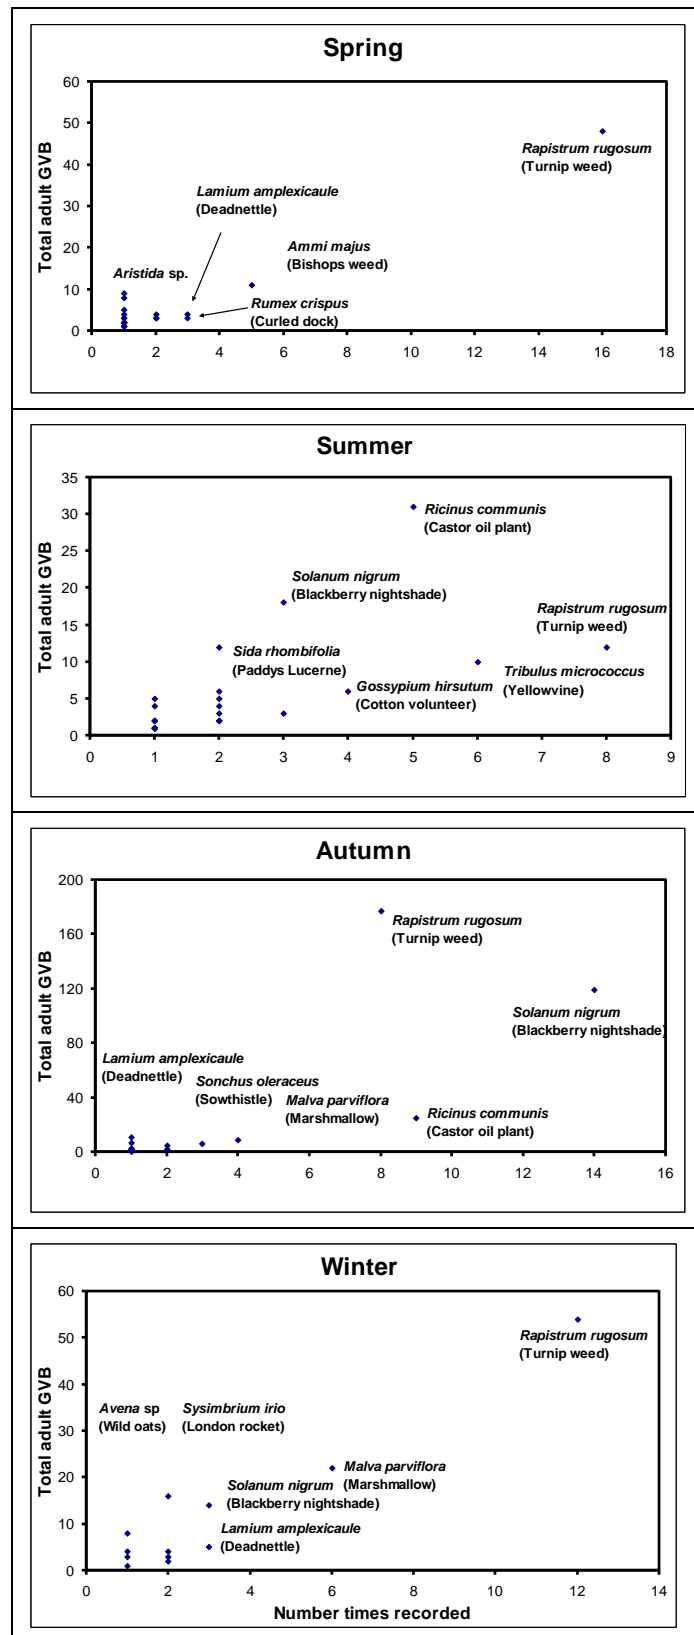 Spring
60
50
40
30
20
10
0
Total adult GVB
Rapistrum rugosum
(Turnip weed)
Lamium amplexicaule
(Deadnettle)
Ammi majus
(Bishops weed)
Aristida sp.
Rumex crispus
(Curled dock)
0 2 4 6 8 10 12 14 16 18
Summer
35
30
25
20
15
10
5
0
Total adult GVB
Ricinus communis
(Castor oil plant)
Solanum nigrum
(Blackberry nightshade)
Rapistrum rugosum
(Turnip weed)
Sida rhombifolia
(Paddys Lucerne)
Gossypium hirsutum
(Cotton volunteer)
Tribulus micrococcus
(Yellowvine)
0 1 2 3 4 5 6 7 8 9
Autumn
200
160
120
80
40
0
Total adult GVB
Rapistrum rugosum
(Turnip weed)
Solanum nigrum
(Blackberry nightshade)
Lamium amplexicaule
(Deadnettle)
Sonchus oleraceus
(Sowthistle)
Malva parviflora
(Marshmallow)
Ricinus communis
(Castor oil plant)
0 2 4 6 8 10 12 14 16
Winter
60
50
40
30
20
10
0
Total adult GVB
Rapistrum rugosum
(Turnip weed)
Avena sp
(Wild oats)
Sysimbrium irio
(London rocket)
Malva parviflora
(Marshmallow)
Solanum nigrum
(Blackberry nightshade)
Lamium amplexicaule
(Deadnettle)
0 2 4 6 8 10 12 14
Number times recorded